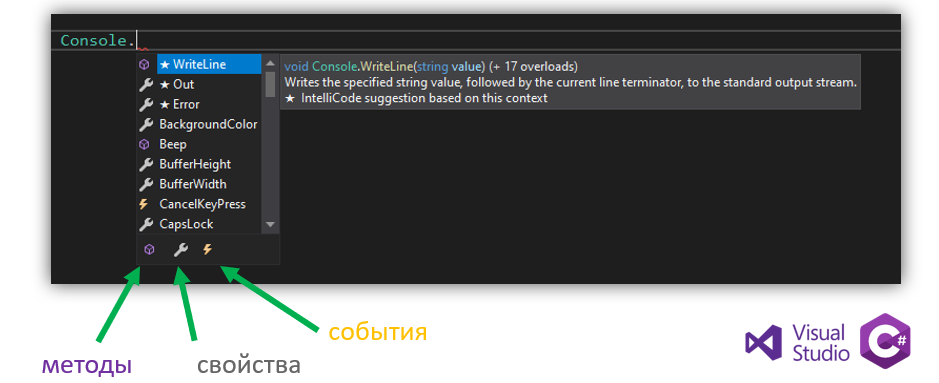 Console.
★ WriteLine
★ Out
★ Error
BackgroundColor
Beep
BufferHeight
BufferWidth
CancelKeyPress
CapsLock
void Console.WriteLine(string value) (+ 17 overloads)
Writes the specified string value, followed by the current line terminator, to the standard output stream.
★ IntelliCode suggestion based on this context
события
методы
свойства
Visual
Studio
C#